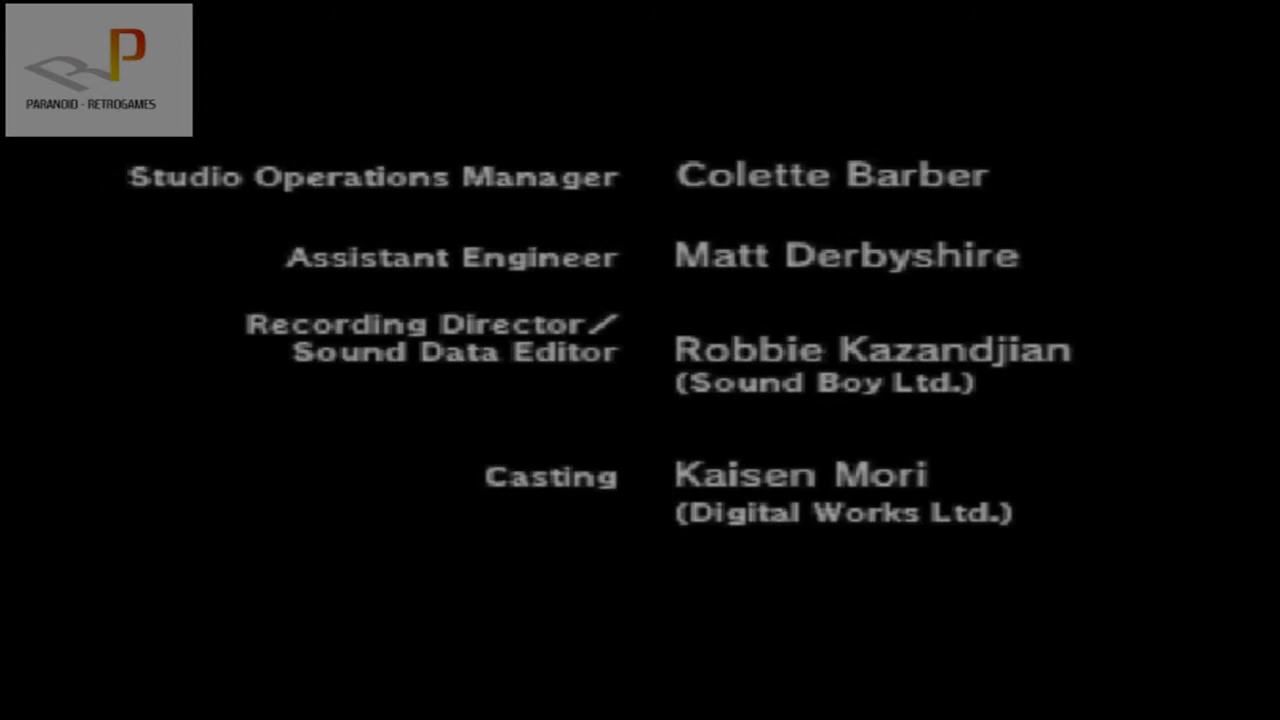 P
PARANOID - RETROGAMES
Studio Operations Manager Colette Barber
Assistant Engineer Matt Derbyshire
Recording Director/
Sound Data Editor Robbie Kazandjian
(Sound Boy Ltd.)
Casting Kaisen Mori
(Digital Works Ltd.)